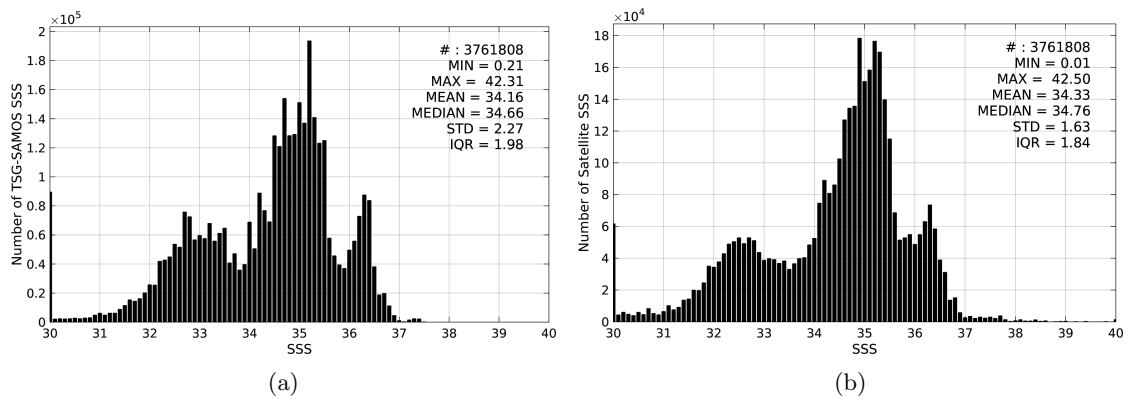 ×10⁵
Number of TSG-SAMOS SSS
2
1.8
1.6
1.4
1.2
1
0.8
0.6
0.4
0.2
0
# : 3761808
MIN = 0.21
MAX = 42.31
MEAN = 34.16
MEDIAN = 34.66
STD = 2.27
IQR = 1.98
30 31 32 33 34 35 36 37 38 39 40
SSS
(a)
×10⁴
Number of Satellite SSS
18
16
14
12
10
8
6
4
2
0
# : 3761808
MIN = 0.01
MAX = 42.50
MEAN = 34.33
MEDIAN = 34.76
STD = 1.63
IQR = 1.84
30 31 32 33 34 35 36 37 38 39 40
SSS
(b)